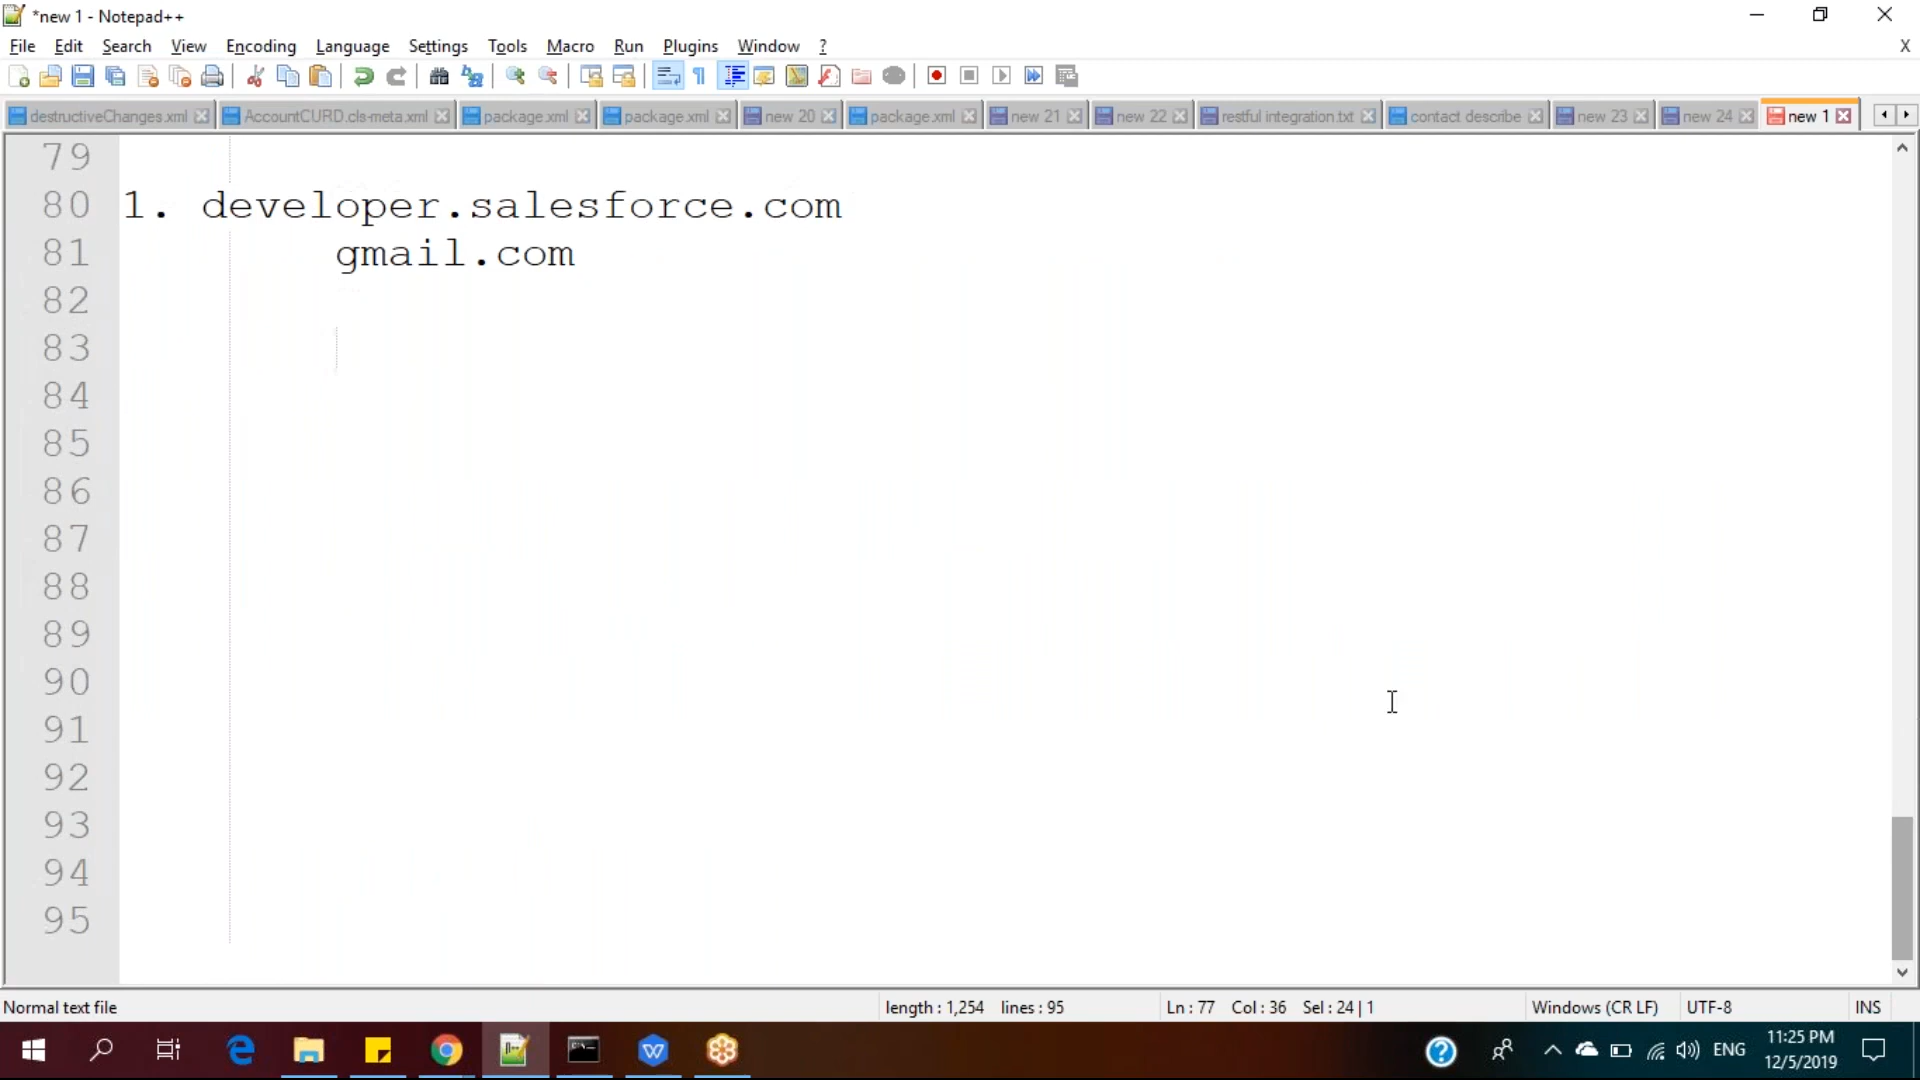 *new 1 - Notepad++
File Edit Search View Encoding Language Settings Tools Macro Run Plugins Window ?
X
destructiveChanges.xml AccountCURD.cls-meta.xml package.xml package.xml new 20 package.xml new 21 new 22 restful integration.txt contact describe new 23 new 24 new 1
79
80 1. developer.salesforce.com
81 gmail.com
82
83
84
85
86
87
88
89
90
91
92
93
94
95
Normal text file length : 1,254 lines : 95 Ln : 77 Col : 36 Sel : 24 | 1 Windows (CR LF) UTF-8 INS
ENG
11:25 PM
12/5/2019